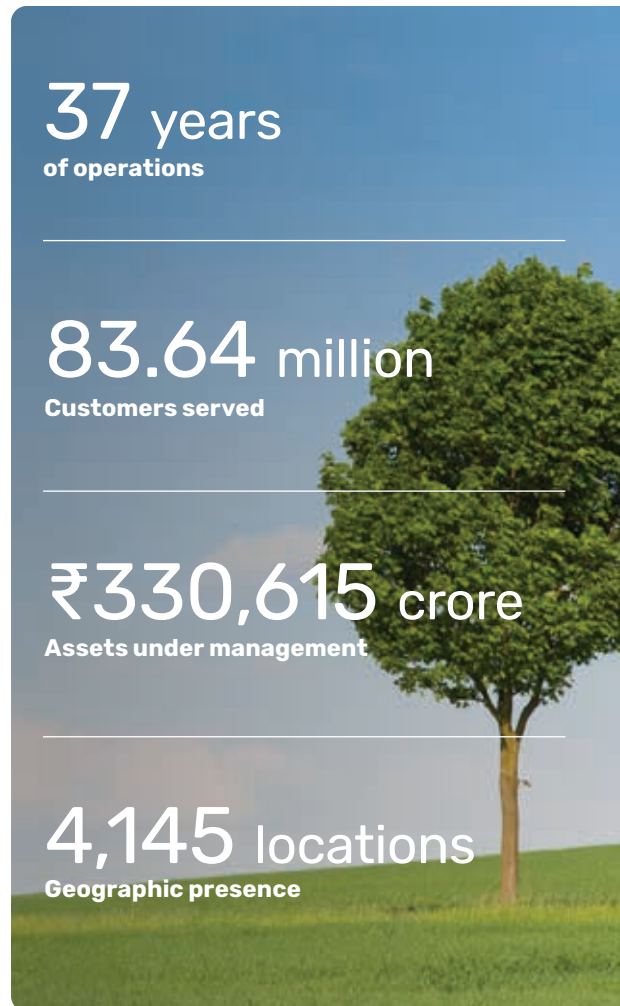 37 years
of operations
83.64 million
Customers served
₹330,615 crore
Assets under management
4,145 locations
Geographic presence